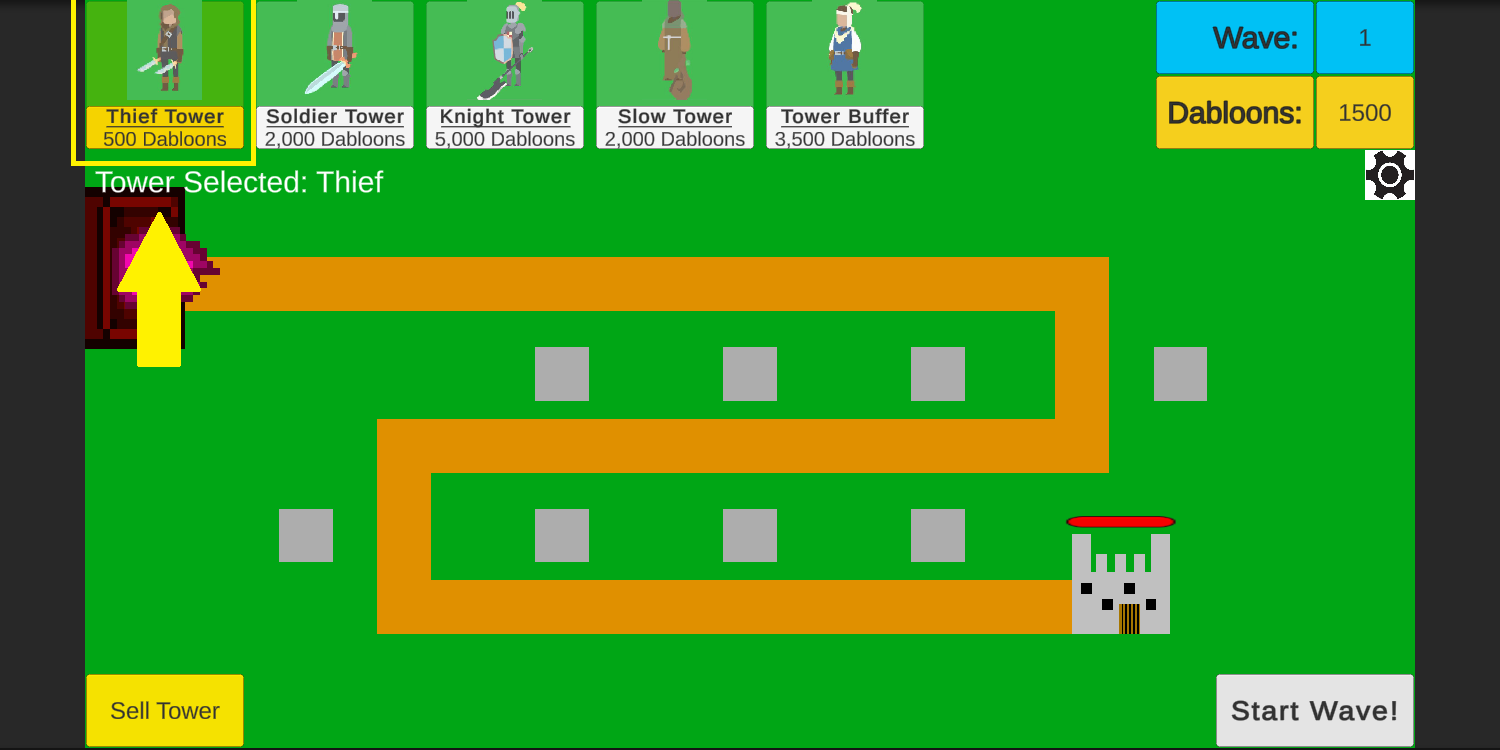 Thief Tower
500 Dabloons
Soldier Tower
2,000 Dabloons
Knight Tower
5,000 Dabloons
Slow Tower
2,000 Dabloons
Tower Buffer
3,500 Dabloons
Wave: 1
Dabloons: 1500
Tower Selected: Thief
Sell Tower
Start Wave!